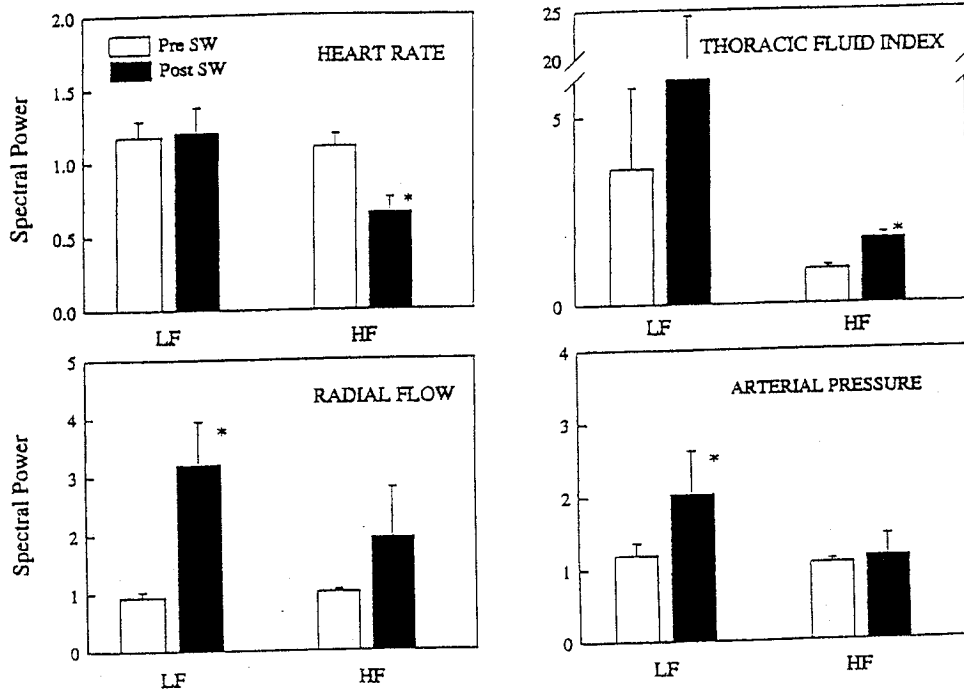 2.0
1.5
1.0
0.5
0.0
Spectral Power
Pre SW
Post SW
HEART RATE
*
LF HF
25
20
5
0
THORACIC FLUID INDEX
*
LF HF
5
4
3
2
1
0
Spectral Power
RADIAL FLOW
*
LF HF
4
3
2
1
0
ARTERIAL PRESSURE
*
LF HF